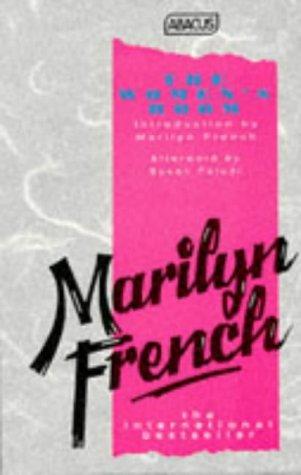 ABACUS
THE
WOMEN'S
ROOM
Introduction by
Marilyn French
Afterword by
Susan Faludi
Marilyn
French
the
international
bestseller